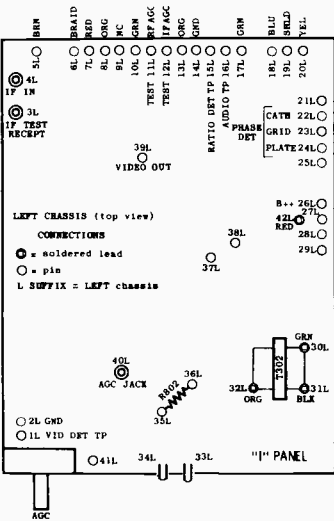 BRN
BRAID
RED
ORG
NC
GRN
TEST RFAGC
TEST IFAGC
ORG
GND
RATIO DET TP
AUDIO TP
GRN
BLU
SHLD
YEL
5L
6L
7L
8L
9L
10L
11L
12L
13L
14L
15L
16L
17L
18L
19L
20L
4L
IF IN
3L
IF TEST
RECEPT
39L
VIDEO OUT
21L
PHASE DET
CATH 22L
GRID 23L
PLATE 24L
25L
B++ 26L
27L
42L
RED
28L
29L
LEFT CHASSIS (top view)
CONNECTIONS
= soldered lead
= pin
L SUFFIX = LEFT chassis
38L
37L
40L
AGC JACK
R802
36L
35L
GRN
30L
T302
32L
ORG
31L
BLK
2L GND
1L VID DET TP
41L
34L
33L
"I" PANEL
AGC